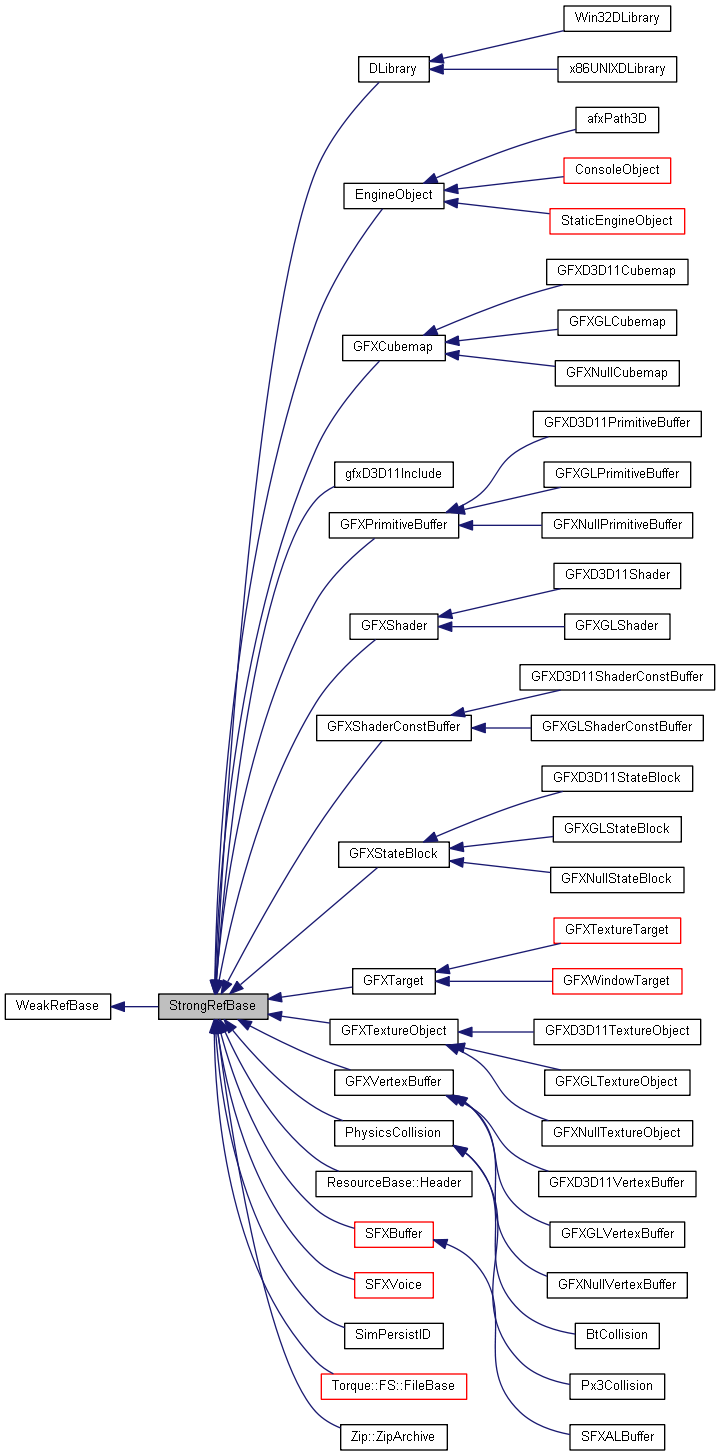 Win32DLibrary
DLibrary
x86UNIXDLibrary
afxPath3D
ConsoleObject
EngineObject
StaticEngineObject
GFXD3D11Cubemap
GFXGLCubemap
GFXCubemap
GFXNullCubemap
GFXD3D11PrimitiveBuffer
gfxD3D11Include
GFXGLPrimitiveBuffer
GFXPrimitiveBuffer
GFXNullPrimitiveBuffer
GFXD3D11Shader
GFXShader
GFXGLShader
GFXD3D11ShaderConstBuffer
GFXShaderConstBuffer
GFXGLShaderConstBuffer
GFXD3D11StateBlock
GFXGLStateBlock
GFXStateBlock
GFXNullStateBlock
GFXTextureTarget
GFXTarget
GFXWindowTarget
WeakRefBase
StrongRefBase
GFXTextureObject
GFXD3D11TextureObject
GFXVertexBuffer
GFXGLTextureObject
PhysicsCollision
GFXNullTextureObject
ResourceBase::Header
GFXD3D11VertexBuffer
SFXBuffer
GFXGLVertexBuffer
SFXVoice
GFXNullVertexBuffer
SimPersistID
BtCollision
Torque::FS::FileBase
Px3Collision
Zip::ZipArchive
SFXALBuffer